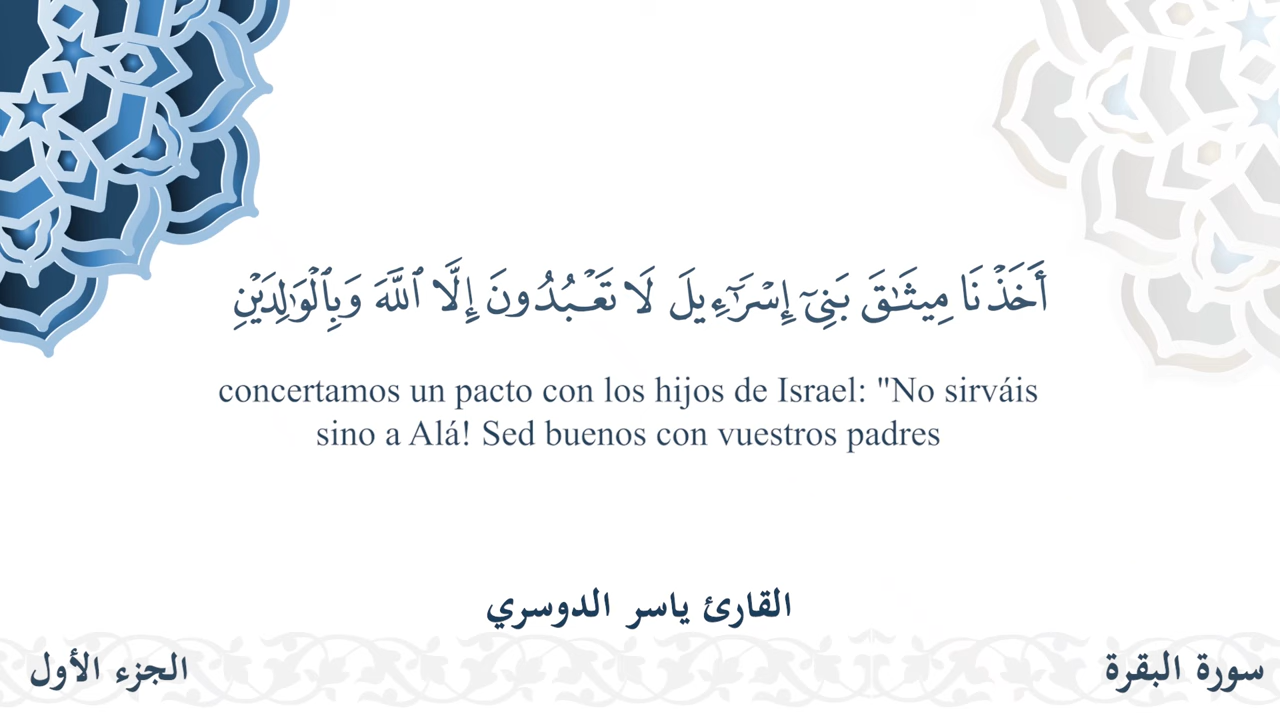 أَخَذْنَا مِيثَٰقَ بَنِىٓ إِسْرَٰٓءِيلَ لَا تَعْبُدُونَ إِلَّا ٱللَّهَ وَبِٱلْوَٰلِدَيْنِ
concertamos un pacto con los hijos de Israel: "No sirváis
sino a Alá! Sed buenos con vuestros padres
القارئ ياسر الدوسري
سورة البقرة
الجزء الأول